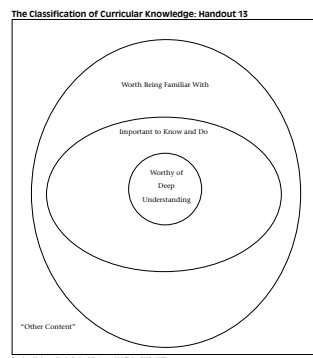 The Classification of Curricular Knowledge: Handout 13
Worth Being Familiar With
Important to Know and Do
Worthy of
Deep
Understanding
“Other Content”